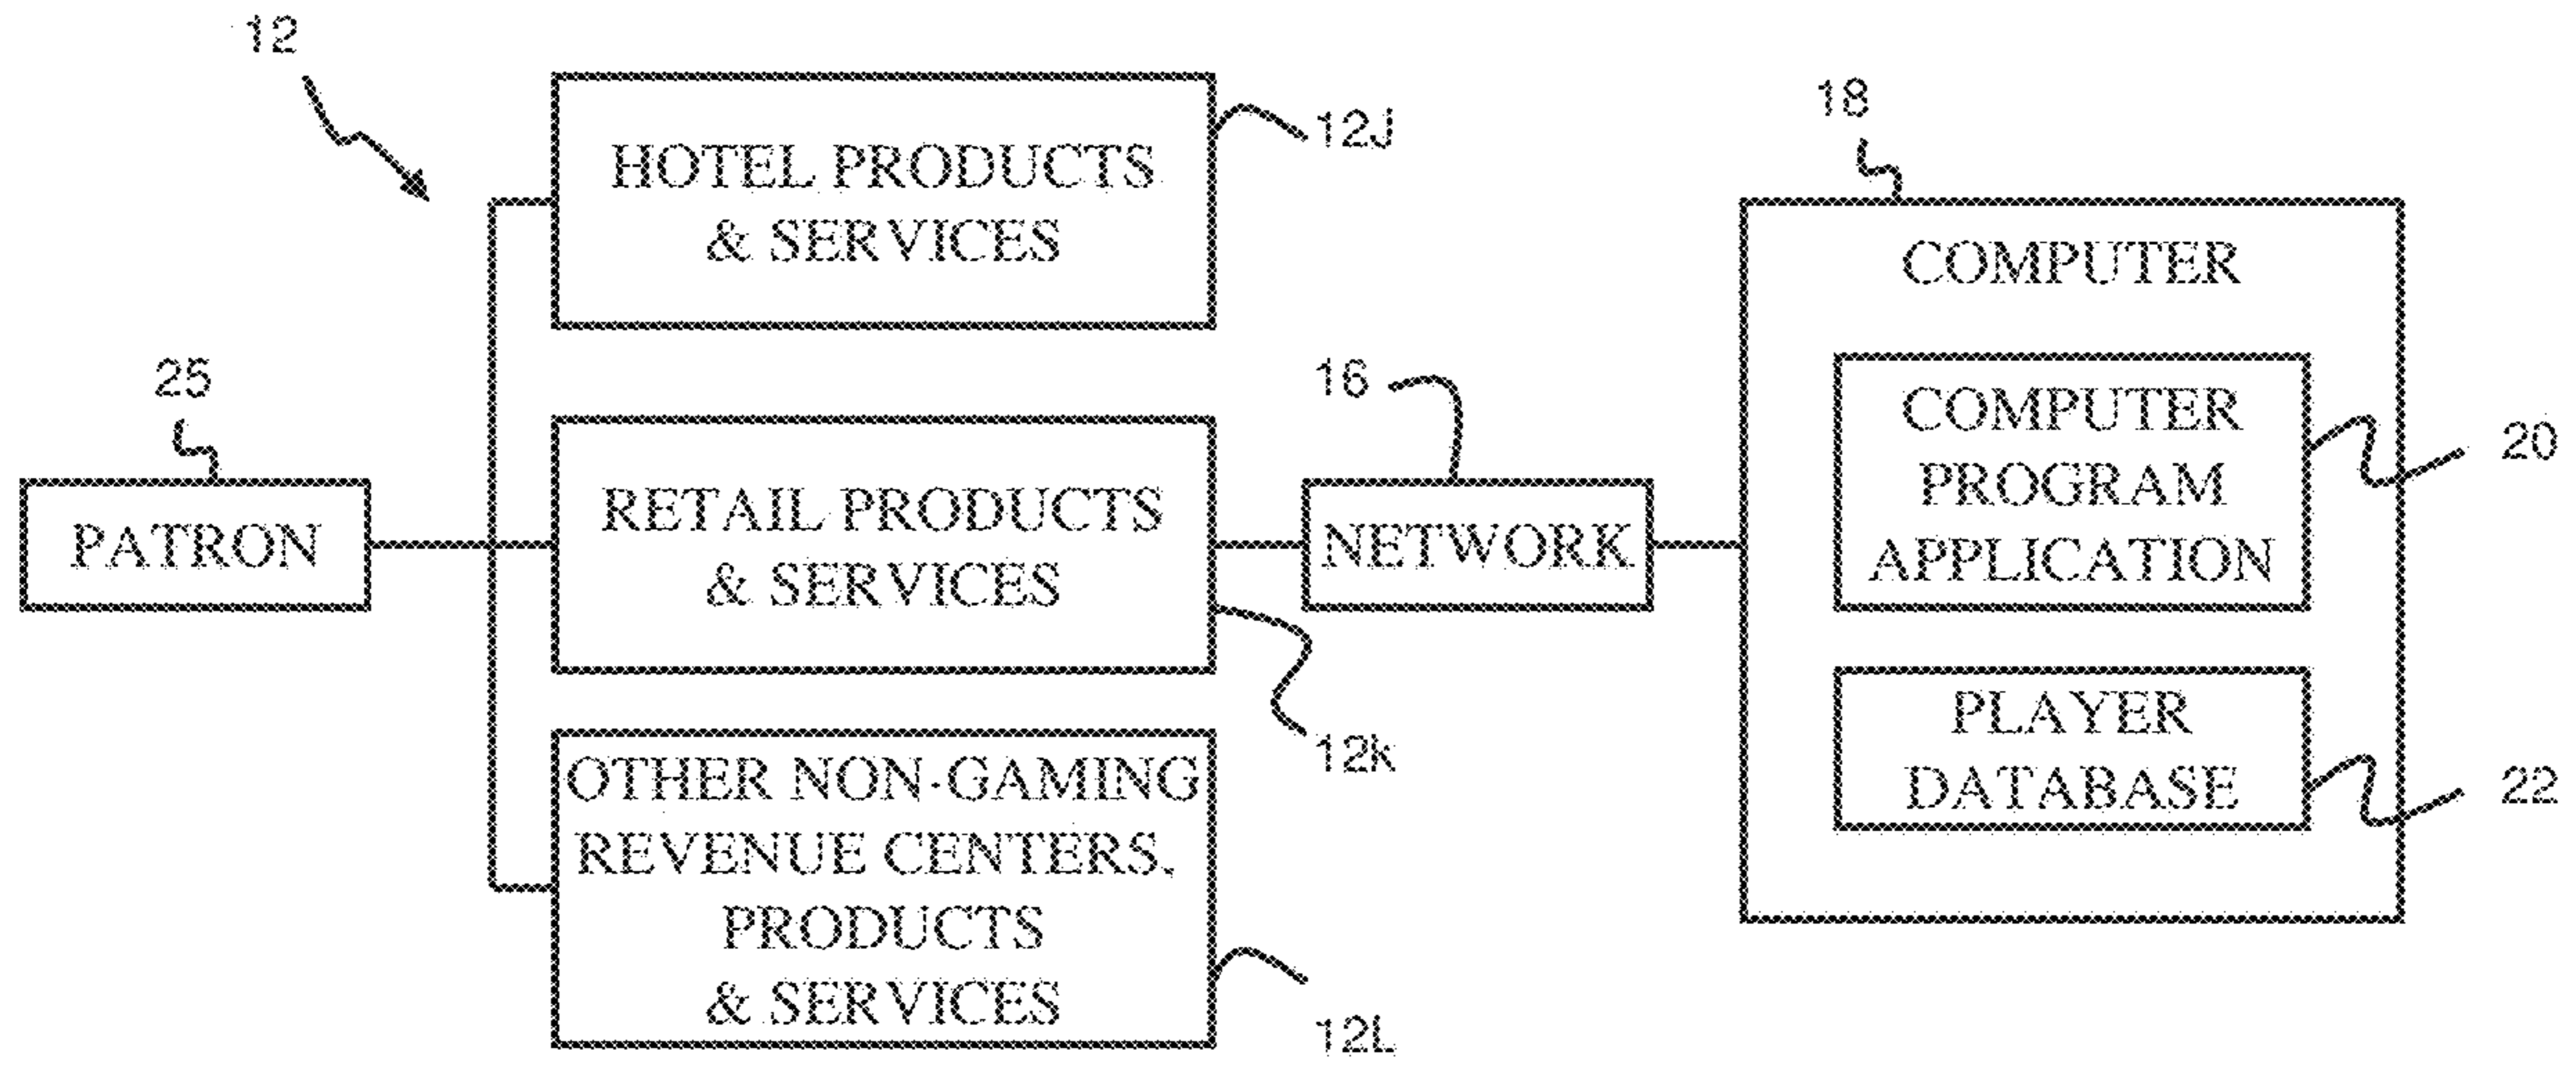 12
HOTEL PRODUCTS
& SERVICES
12J
25
PATRON
RETAIL PRODUCTS
& SERVICES
12k
OTHER NON-GAMING
REVENUE CENTERS,
PRODUCTS
& SERVICES
12L
16
NETWORK
18
COMPUTER
COMPUTER
PROGRAM
APPLICATION
20
PLAYER
DATABASE
22